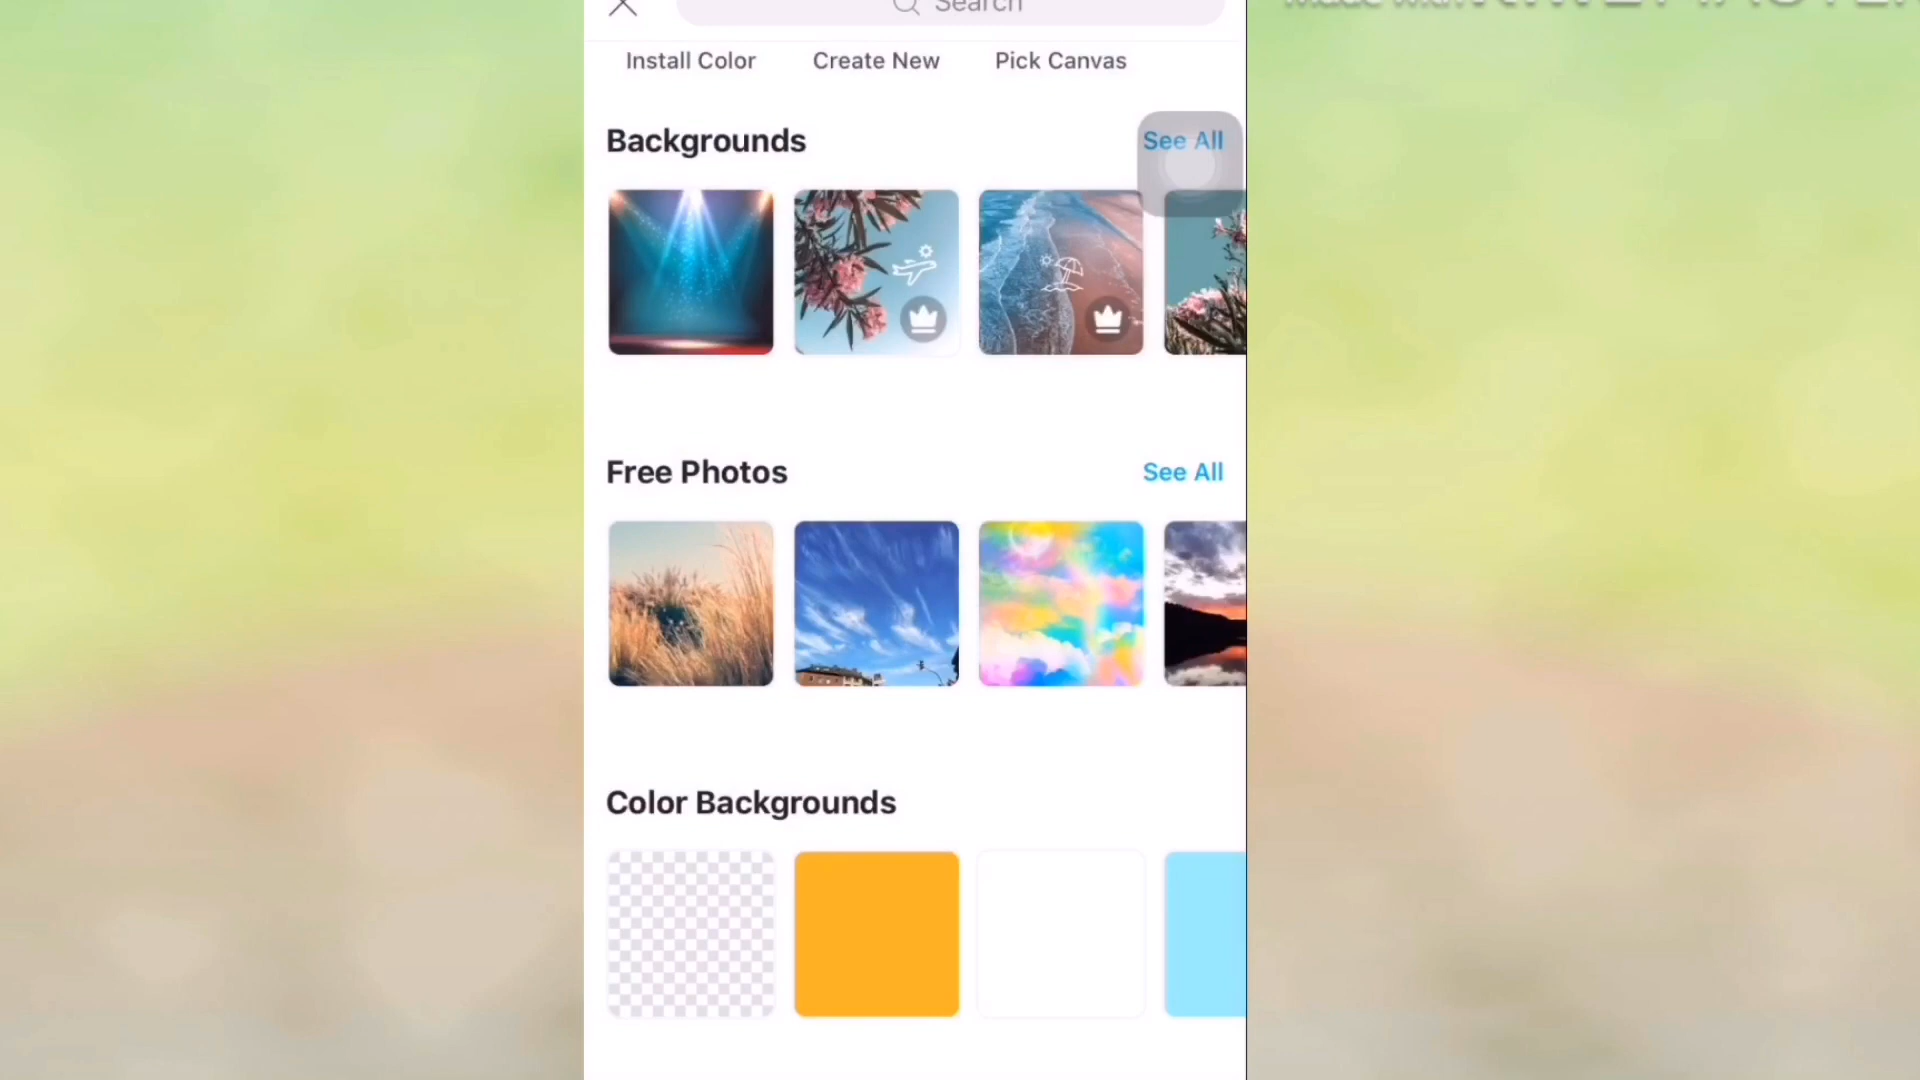 Search
Install Color
Create New
Pick Canvas
Backgrounds
See All
Free Photos
See All
Color Backgrounds